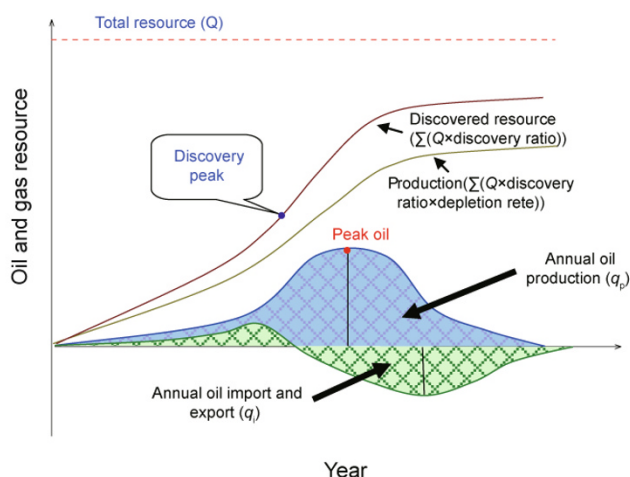 Total resource (Q)
Oil and gas resource
Discovered resource
(∑(Q×discovery ratio))
Discovery
peak
Production(∑(Q×discovery
ratio×depletion rete))
Peak oil
Annual oil
production (qp)
Annual oil import and
export (qi)
Year